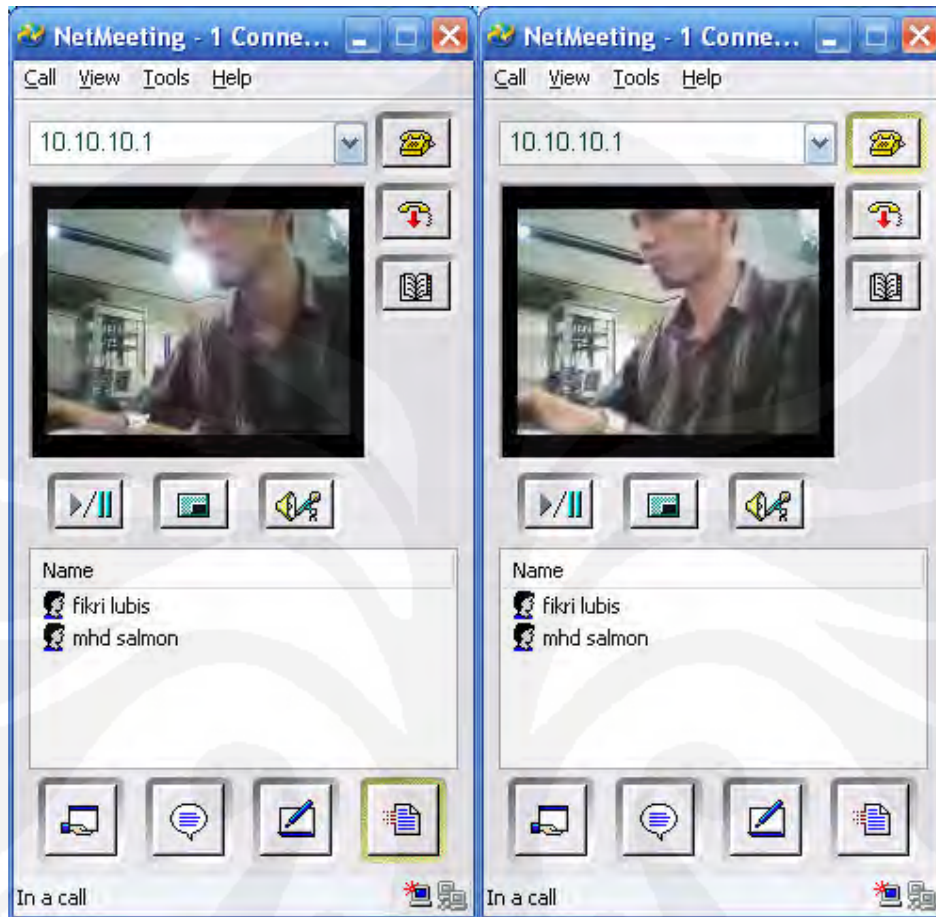 NetMeeting - 1 Conne...
Call View Tools Help
10.10.10.1
Name
fikri lubis
mhd salmon
In a call
NetMeeting - 1 Conne...
Call View Tools Help
10.10.10.1
Name
fikri lubis
mhd salmon
In a call